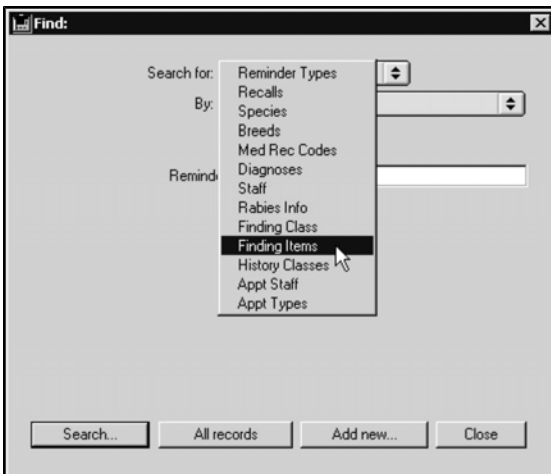 Find:
Search for:
By:
Reminder Types
Recalls
Species
Breeds
Med Rec Codes
Diagnoses
Staff
Rabies Info
Finding Class
Finding Items
History Classes
Appt Staff
Appt Types
Search...
All records
Add new...
Close